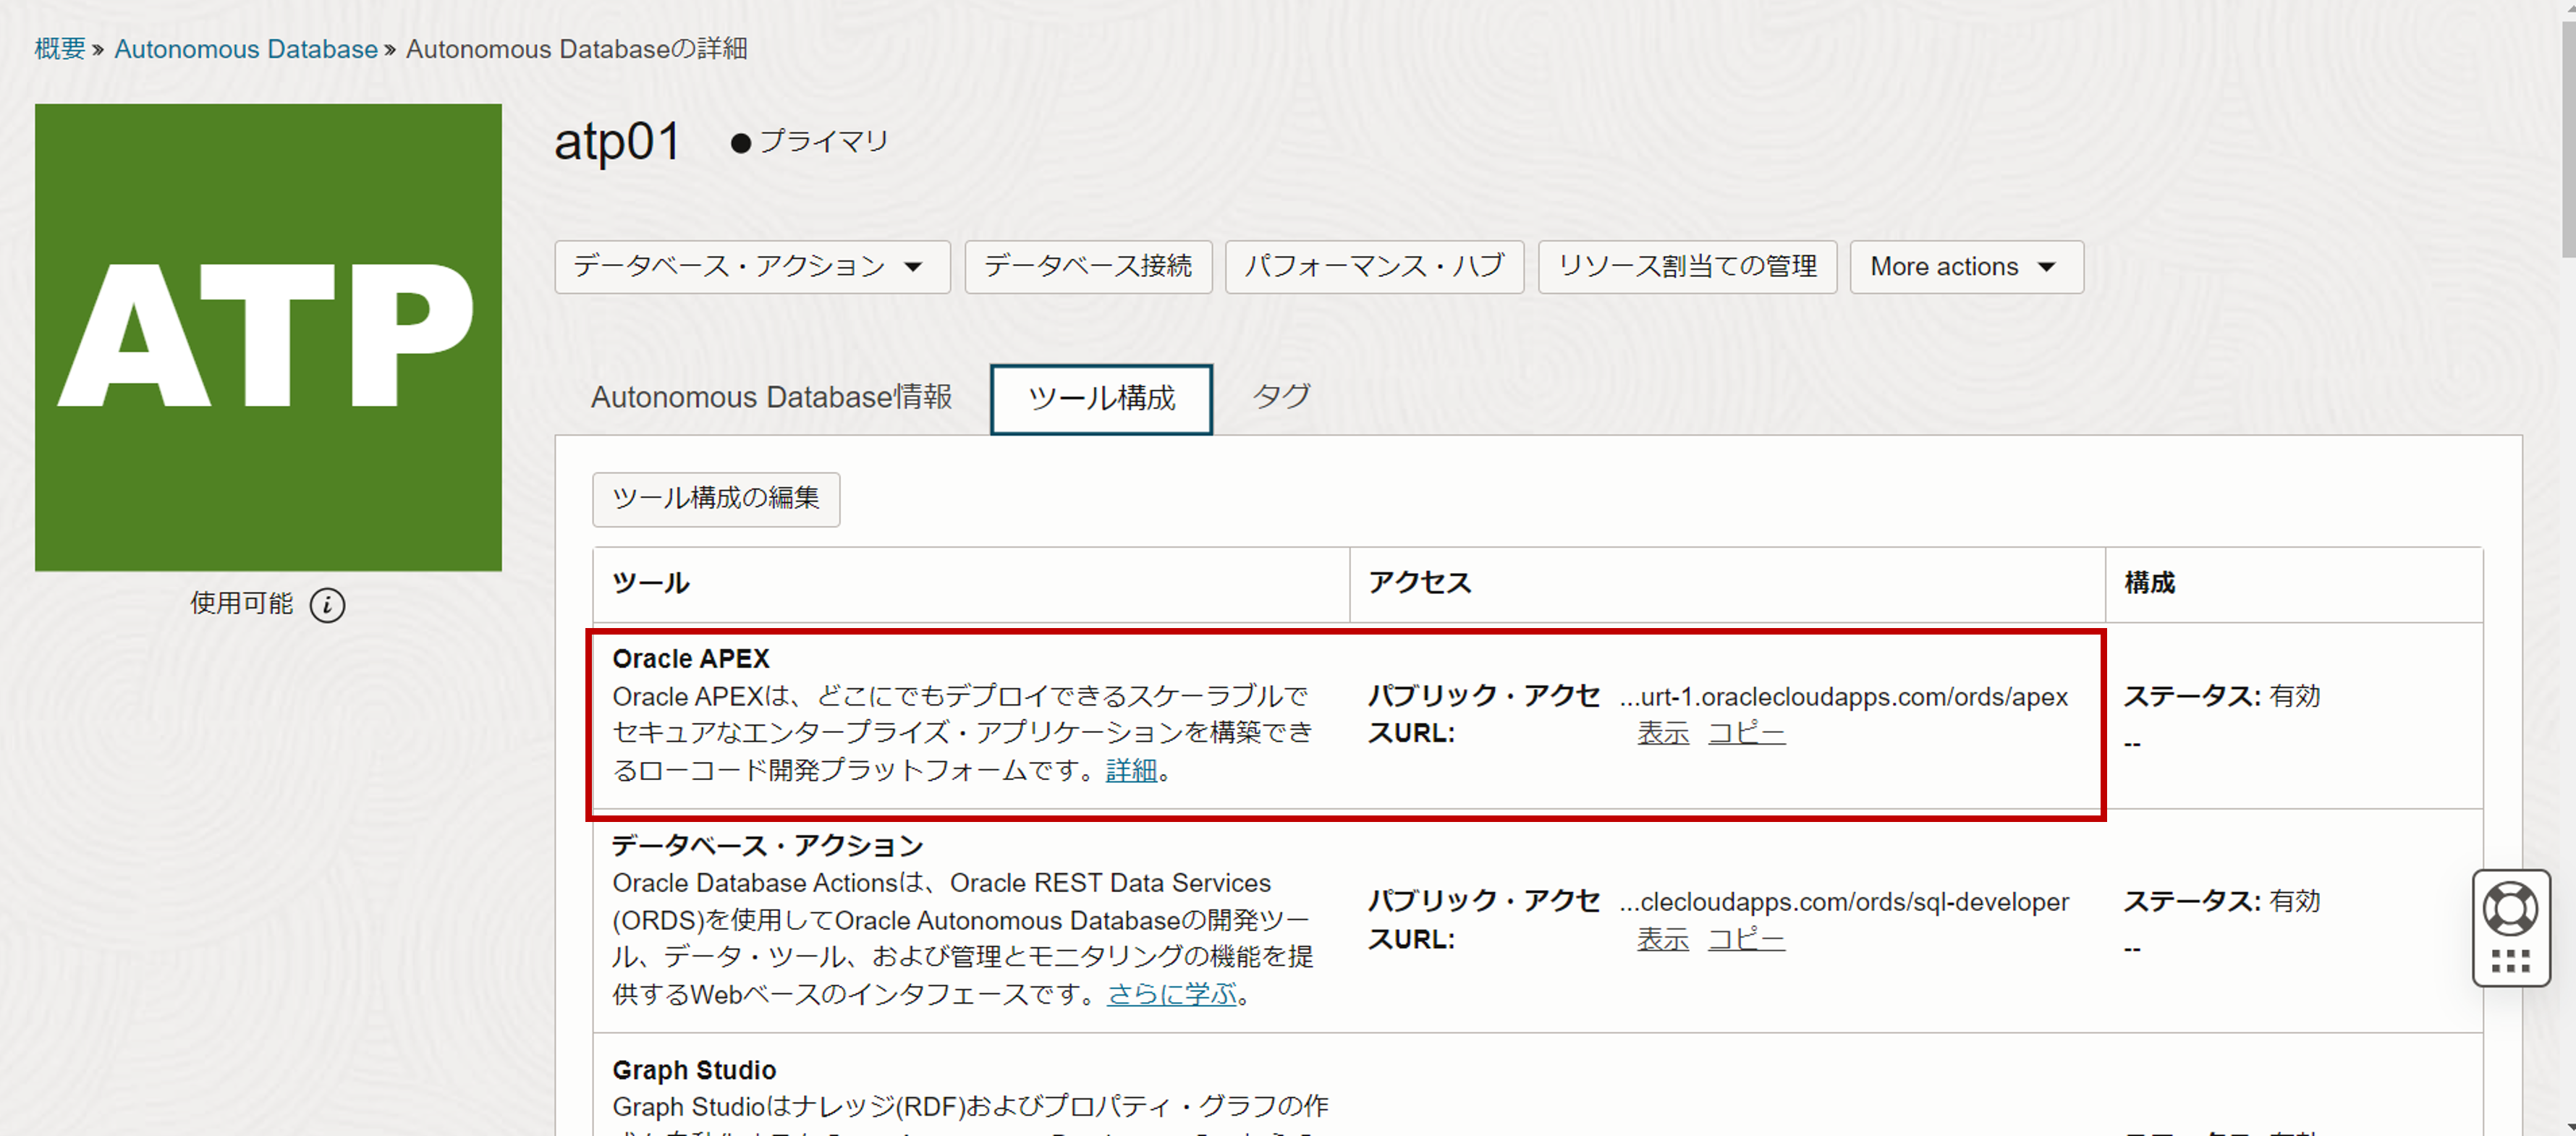 概要 » Autonomous Database » Autonomous Databaseの詳細
ATP
使用可能
atp01 ● プライマリ
データベース・アクション データベース接続 パフォーマンス・ハブ リソース割当ての管理 More actions
Autonomous Database情報 ツール構成 タグ
ツール構成の編集
ツール アクセス 構成
Oracle APEX
Oracle APEXは、どこにでもデプロイできるスケーラブルで
セキュアなエンタープライズ・アプリケーションを構築でき
るローコード開発プラットフォームです。詳細。
パブリック・アクセ ...urt-1.oraclecloudapps.com/ords/apex
スURL: 表示 コピー
ステータス: 有効
--
データベース・アクション
Oracle Database Actionsは、Oracle REST Data Services
(ORDS)を使用してOracle Autonomous Databaseの開発ツー
ル、データ・ツール、および管理とモニタリングの機能を提
供するWebベースのインタフェースです。さらに学ぶ。
パブリック・アクセ ...clecloudapps.com/ords/sql-developer
スURL: 表示 コピー
ステータス: 有効
--
Graph Studio
Graph Studioはナレッジ(RDF)およびプロパティ・グラフの作